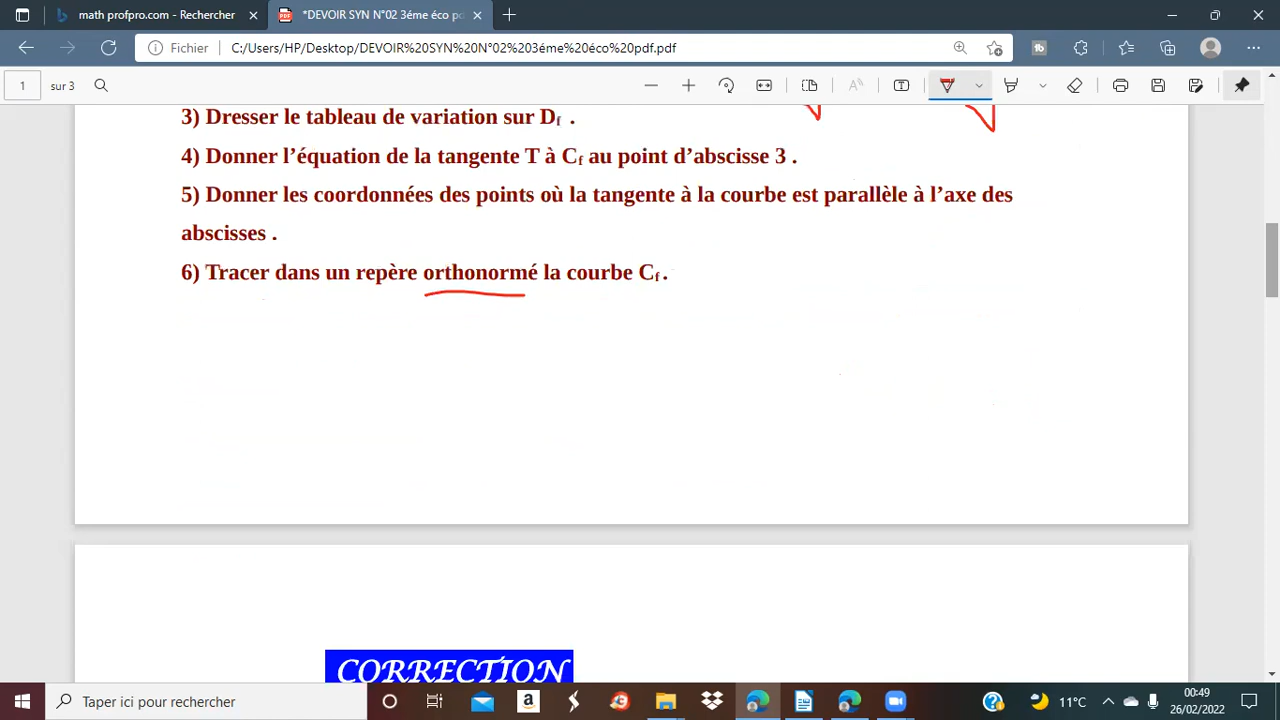 math profpro.com - Rechercher
*DEVOIR SYN N°02 3éme éco pd
Fichier
C:/Users/HP/Desktop/DEVOIR%20SYN%20N°02%203éme%20éco%20pdf.pdf
1 sur 3
3) Dresser le tableau de variation sur Df .
4) Donner l’équation de la tangente T à Cf au point d’abscisse 3 .
5) Donner les coordonnées des points où la tangente à la courbe est parallèle à l’axe des
abscisses .
6) Tracer dans un repère orthonormé la courbe Cf .
CORRECTION
Taper ici pour rechercher
11°C
00:49
26/02/2022